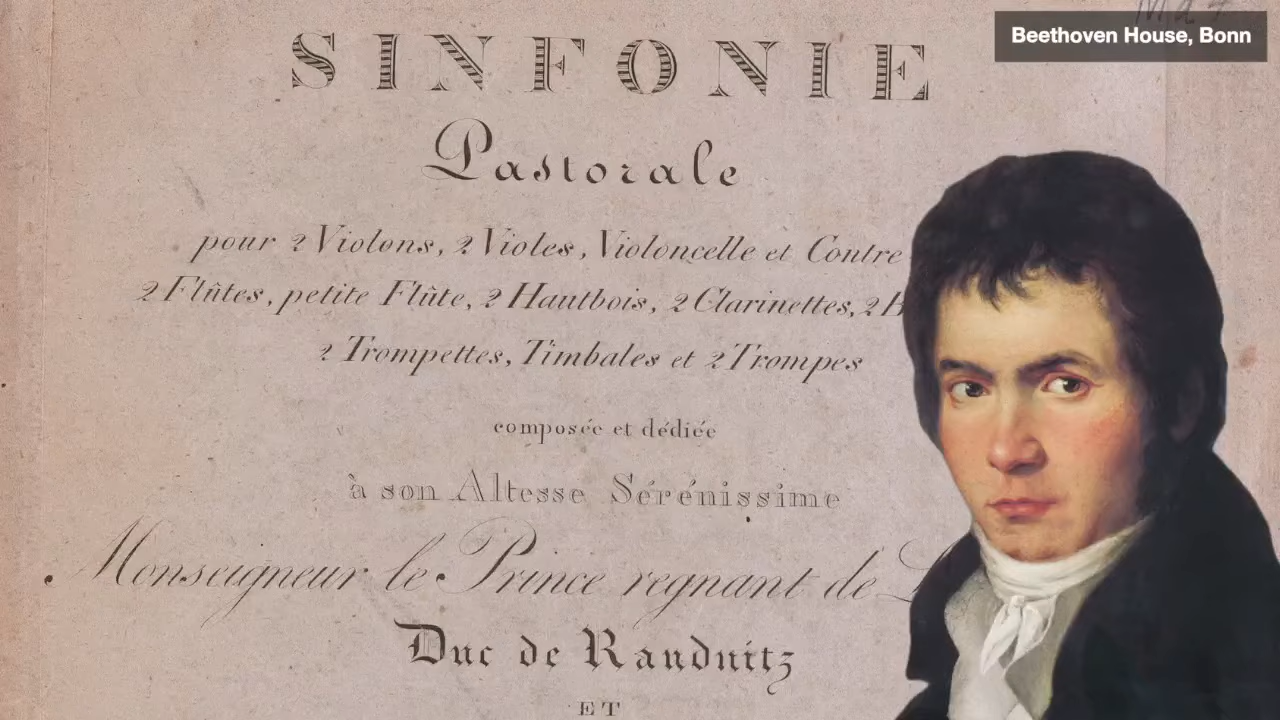 Beethoven House, Bonn
SINFONIE
Pastorale
pour 2 Violons, 2 Violes, Violoncelle et Contre
2 Flûtes, petite Flûte, 2 Hautbois, 2 Clarinettes, 2
2 Trompettes, Timbales et 2 Trompes
composée et dédiée
à son Altesse Sérénissime
Monseigneur le Prince regnant de
Duc de Raudnitz
ET